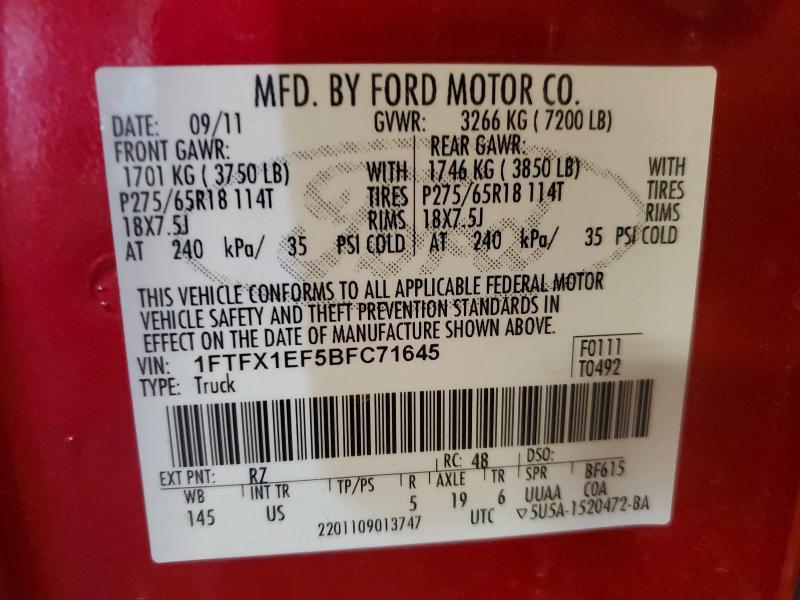 MFD. BY FORD MOTOR CO.
DATE: 09/11 GVWR: 3266 KG ( 7200 LB)
FRONT GAWR: REAR GAWR:
1701 KG ( 3750 LB) WITH 1746 KG ( 3850 LB) WITH
P275/65R18 114T TIRES P275/65R18 114T TIRES
18X7.5J RIMS 18X7.5J RIMS
AT 240 kPa/ 35 PSI COLD AT 240 kPa/ 35 PSI COLD
THIS VEHICLE CONFORMS TO ALL APPLICABLE FEDERAL MOTOR
VEHICLE SAFETY AND THEFT PREVENTION STANDARDS IN
EFFECT ON THE DATE OF MANUFACTURE SHOWN ABOVE.
VIN: 1FTFX1EF5BFC71645 F0111
TYPE: Truck T0492
EXT PNT: RZ RC: 48 DSO:
WB INT TR TP/PS R AXLE TR SPR BF615
145 US 5 19 6 UUAA COA
2201109013747 UTC ▽5U5A-1520472-BA